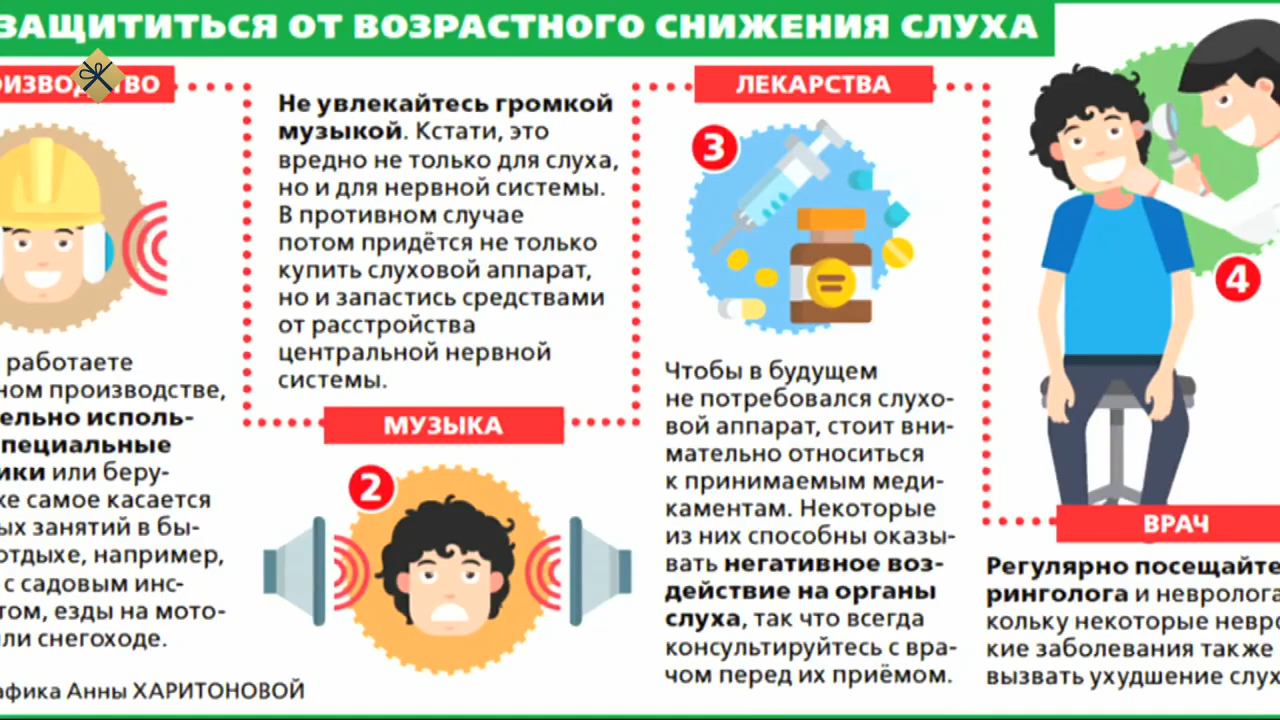 ЗАЩИТИТЬСЯ ОТ ВОЗРАСТНОГО СНИЖЕНИЯ СЛУХА
работаете
ном производстве,
тельно исполь-
специальные
ики или беру-
же самое касается
ых занятий в бы-
отдыхе, например,
с садовым инс-
том, езды на мото-
или снегоходе.
афика Анны ХАРИТОНОВОЙ
Не увлекайтесь громкой
музыкой. Кстати, это
вредно не только для слуха,
но и для нервной системы.
В противном случае
потом придётся не только
купить слуховой аппарат,
но и запастись средствами
от расстройства
центральной нервной
системы.
МУЗЫКА
2
ЛЕКАРСТВА
3
Чтобы в будущем
не потребовался слухо-
вой аппарат, стоит вни-
мательно относиться
к принимаемым меди-
каментам. Некоторые
из них способны оказы-
вать негативное воз-
действие на органы
слуха, так что всегда
консультируйтесь с вра-
чом перед их приёмом.
4
ВРАЧ
Регулярно посещайте
ринголога и невролога
кольку некоторые невро
кие заболевания также
вызвать ухудшение слух